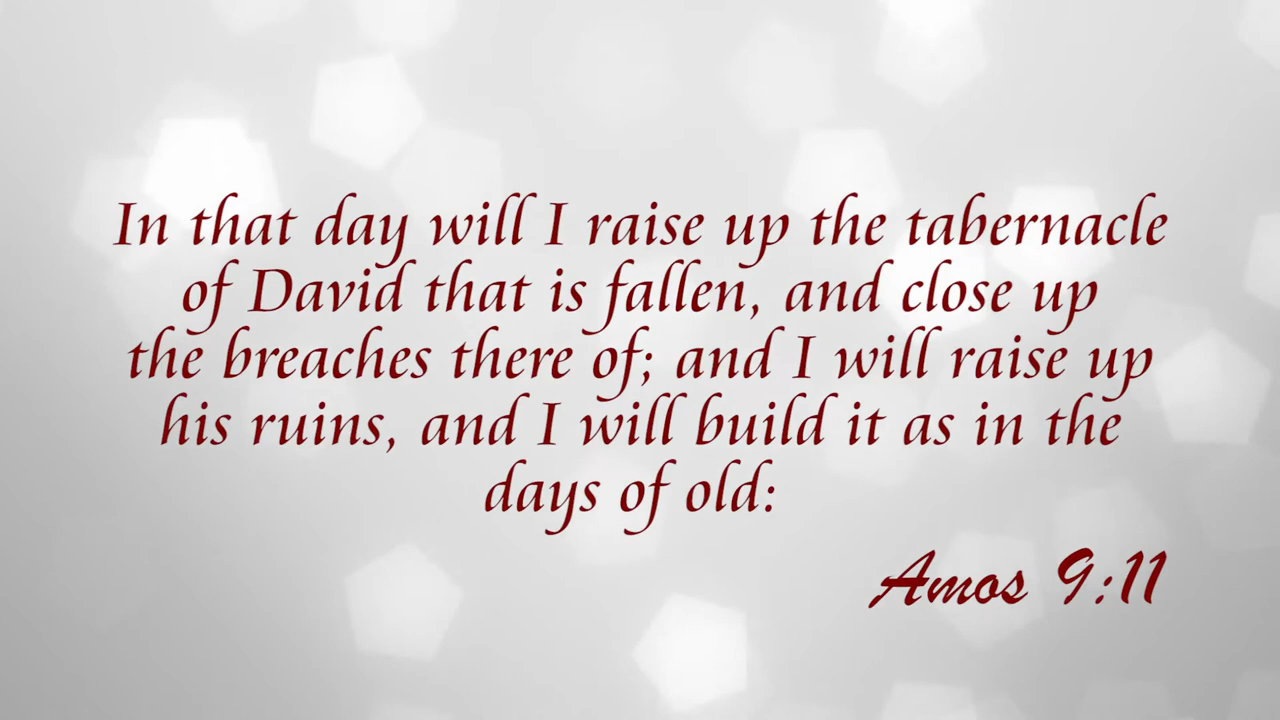 In that day will I raise up the tabernacle
of David that is fallen, and close up
the breaches there of; and I will raise up
his ruins, and I will build it as in the
days of old:
Amos 9:11